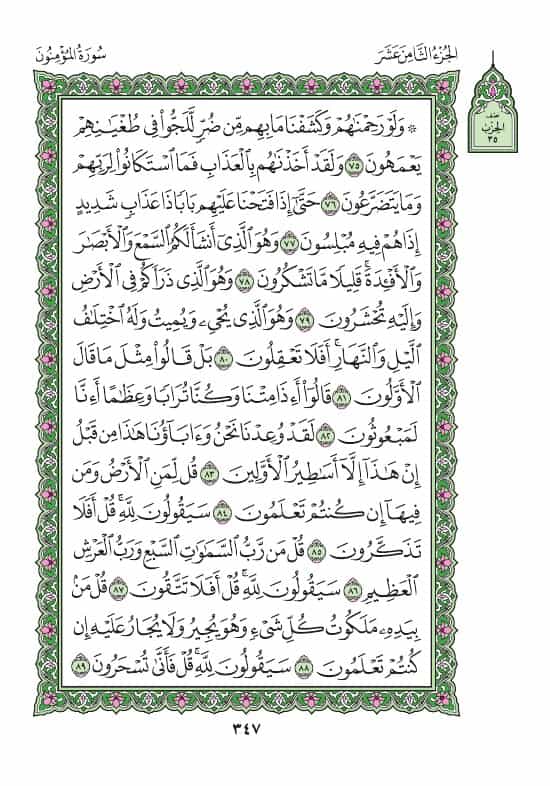 الجُزْءُ الثَّامِنَ عَشَرَ
سُورَةُ المُؤْمِنُونَ
نصف
الحِزْب
٣٥
۞ وَلَوْ رَحِمْنَٰهُمْ وَكَشَفْنَا مَا بِهِم مِّن ضُرٍّ لَّلَجُّوا۟ فِى طُغْيَٰنِهِمْ
يَعْمَهُونَ ٧٥ وَلَقَدْ أَخَذْنَٰهُم بِٱلْعَذَابِ فَمَا ٱسْتَكَانُوا۟ لِرَبِّهِمْ
وَمَا يَتَضَرَّعُونَ ٧٦ حَتَّىٰٓ إِذَا فَتَحْنَا عَلَيْهِم بَابًا ذَا عَذَابٍ شَدِيدٍ
إِذَا هُمْ فِيهِ مُبْلِسُونَ ٧٧ وَهُوَ ٱلَّذِىٓ أَنشَأَ لَكُمُ ٱلسَّمْعَ وَٱلْأَبْصَٰرَ
وَٱلْأَفْـِٔدَةَ ۚ قَلِيلًا مَّا تَشْكُرُونَ ٧٨ وَهُوَ ٱلَّذِى ذَرَأَكُمْ فِى ٱلْأَرْضِ
وَإِلَيْهِ تُحْشَرُونَ ٧٩ وَهُوَ ٱلَّذِى يُحْىِۦ وَيُمِيتُ وَلَهُ ٱخْتِلَٰفُ
ٱلَّيْلِ وَٱلنَّهَارِ ۚ أَفَلَا تَعْقِلُونَ ٨٠ بَلْ قَالُوا۟ مِثْلَ مَا قَالَ
ٱلْأَوَّلُونَ ٨١ قَالُوٓا۟ أَءِذَا مِتْنَا وَكُنَّا تُرَابًا وَعِظَٰمًا أَءِنَّا
لَمَبْعُوثُونَ ٨٢ لَقَدْ وُعِدْنَا نَحْنُ وَءَابَآؤُنَا هَٰذَا مِن قَبْلُ
إِنْ هَٰذَآ إِلَّآ أَسَٰطِيرُ ٱلْأَوَّلِينَ ٨٣ قُل لِّمَنِ ٱلْأَرْضُ وَمَن
فِيهَآ إِن كُنتُمْ تَعْلَمُونَ ٨٤ سَيَقُولُونَ لِلَّهِ ۚ قُلْ أَفَلَا
تَذَكَّرُونَ ٨٥ قُلْ مَن رَّبُّ ٱلسَّمَٰوَٰتِ ٱلسَّبْعِ وَرَبُّ ٱلْعَرْشِ
ٱلْعَظِيمِ ٨٦ سَيَقُولُونَ لِلَّهِ ۚ قُلْ أَفَلَا تَتَّقُونَ ٨٧ قُلْ مَنۢ
بِيَدِهِۦ مَلَكُوتُ كُلِّ شَىْءٍ وَهُوَ يُجِيرُ وَلَا يُجَارُ عَلَيْهِ إِن
كُنتُمْ تَعْلَمُونَ ٨٨ سَيَقُولُونَ لِلَّهِ ۚ قُلْ فَأَنَّىٰ تُسْحَرُونَ ٨٩
٣٤٧